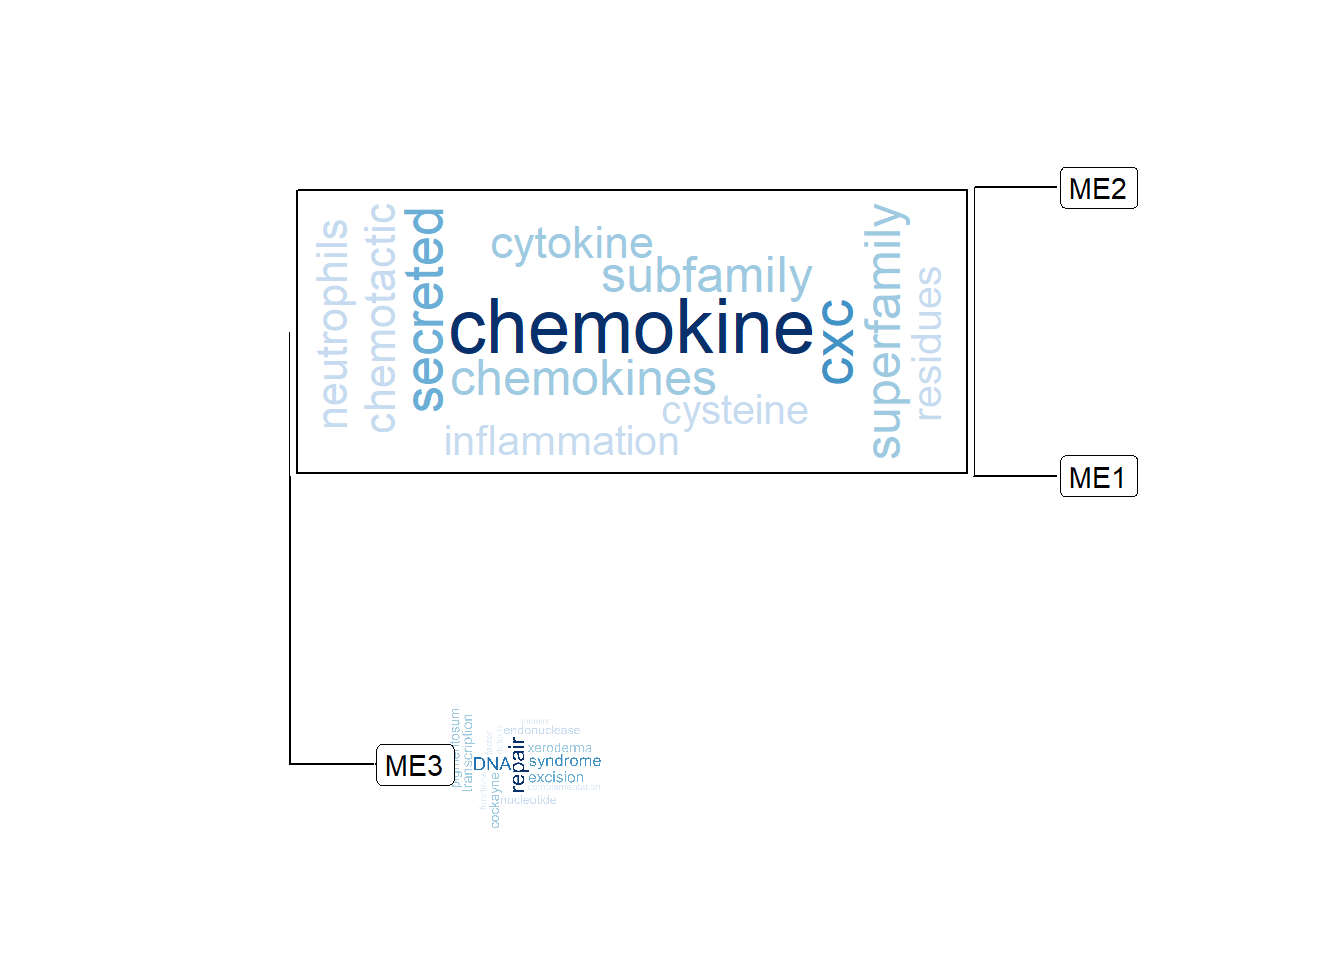 ME2
neutrophils
chemotactic
secreted
cytokine
subfamily
chemokine
chemokines
cysteine
inflammation
cxc
superfamily
residues
ME1
ME3
transcription
cockayne
DNA
repair
endonuclease
xeroderma
syndrome
excision
complementation
nucleotide